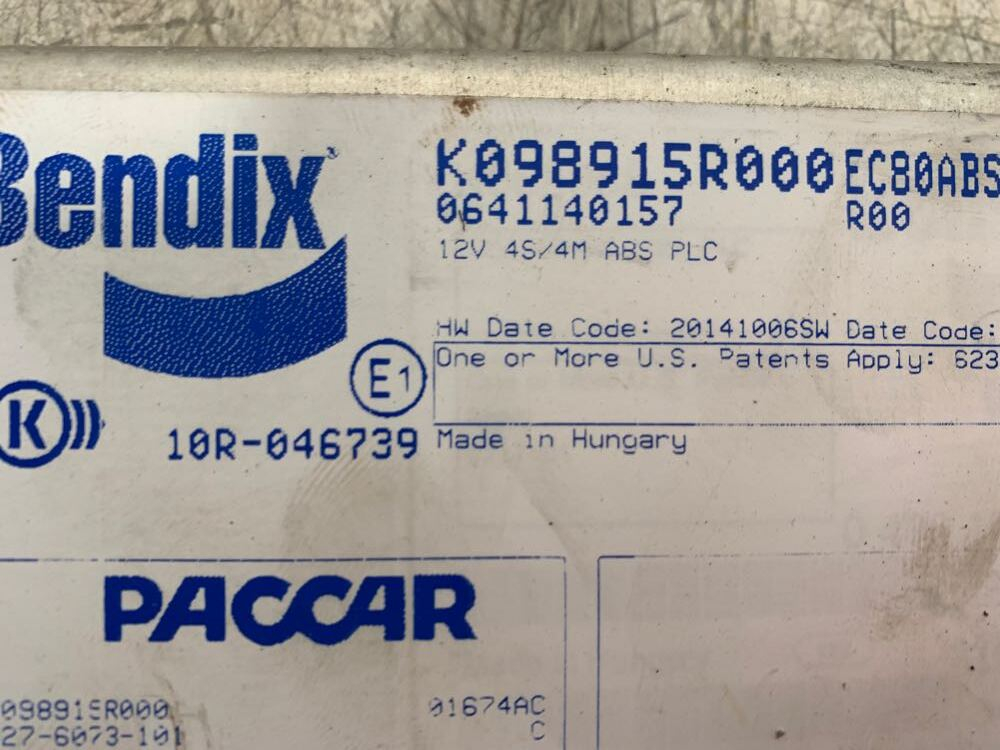 Bendix
K098915R000 EC80ABS
0641140157 R00
12V 4S/4M ABS PLC
HW Date Code: 20141006SW Date Code:
One or More U.S. Patents Apply: 623
E1
K
10R-046739 Made in Hungary
PACCAR
098915R000 01674AC
27-6073-101 C